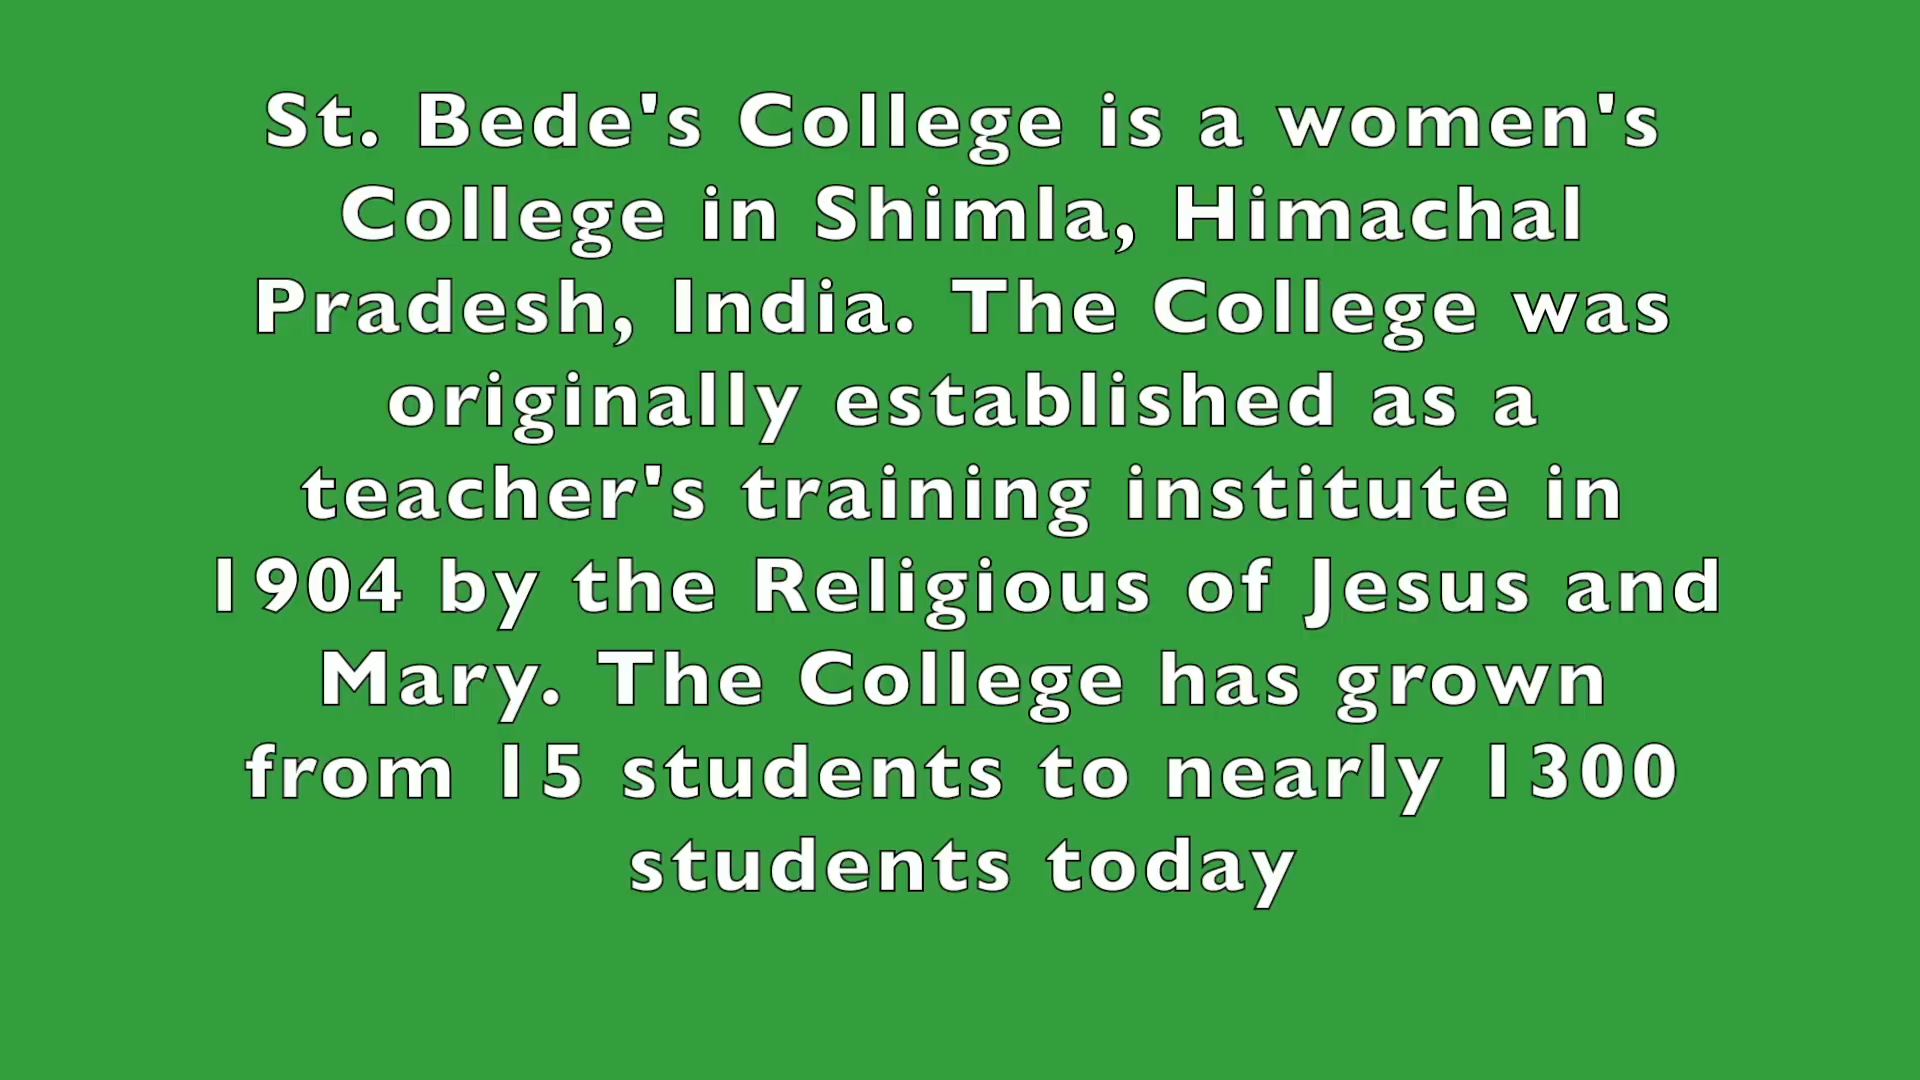 St. Bede's College is a women's
College in Shimla, Himachal
Pradesh, India. The College was
originally established as a
teacher's training institute in
1904 by the Religious of Jesus and
Mary. The College has grown
from 15 students to nearly 1300
students today